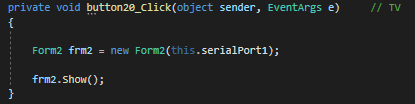 private void button20_Click(object sender, EventArgs e)     // TV
{
    Form2 frm2 = new Form2(this.serialPort1);
    frm2.Show();
}